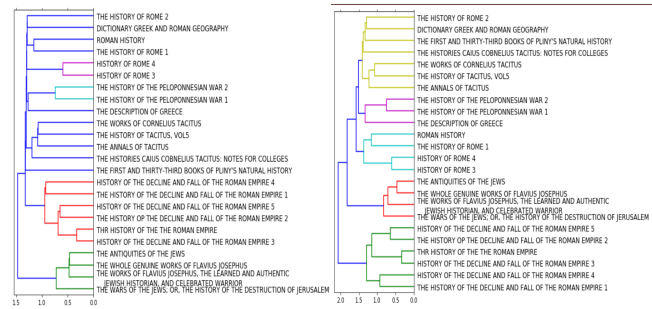 THE HISTORY OF ROME 2
DICTIONARY GREEK AND ROMAN GEOGRAPHY
ROMAN HISTORY
THE HISTORY OF ROME 1
HISTORY OF ROME 4
HISTORY OF ROME 3
THE HISTORY OF THE PELOPONNESIAN WAR 2
THE HISTORY OF THE PELOPONNESIAN WAR 1
THE DESCRIPTION OF GREECE
THE WORKS OF CORNELIUS TACITUS
THE HISTORY OF TACITUS, VOL5
THE ANNALS OF TACITUS
THE HISTORIES CAIUS COBNELIUS TACITUS: NOTES FOR COLLEGES
THE FIRST AND THIRTY-THIRD BOOKS OF PLINY'S NATURAL HISTORY
HISTORY OF THE DECLINE AND FALL OF THE ROMAN EMPIRE 4
THE HISTORY OF THE DECLINE AND FALL OF THE ROMAN EMPIRE 1
HISTORY OF THE DECLINE AND FALL OF THE ROMAN EMPIRE 5
THE HISTORY OP THE DECLINE AND FALL OF THE ROMAN EMPIRE 2
THR HISTORY OF THE THE ROMAN EMPIRE
HISTORY OF THE DECLINE AND FALL OF THE ROMAN EMPIRE 3
THE ANTIQUITIES OF THE JEWS
THE WHOLE GENUINE WORKS OF FLAVIUS JOSEPHUS
THE WORKS OF FLAVIUS JOSEPHUS, THE LEARNED AND AUTHENTIC
JEWISH HISTORIAN, AND CELEBRATED WARRIOR
THE WARS OF THE JEWS; OR, THE HISTORY OF THE DESTRUCTION OF JERUSALEM
1.5 1.0 0.5 0.0
THE HISTORY OF ROME 2
DICTIONARY GREEK AND ROMAN GEOGRAPHY
THE FIRST AND THIRTY-THIRD BOOKS OF PLINY'S NATURAL HISTORY
THE HISTORIES CAIUS COBNELIUS TACITUS: NOTES FOR COLLEGES
THE WORKS OF CORNELIUS TACITUS
THE HISTORY OF TACITUS, VOL5
THE ANNALS OF TACITUS
THE HISTORY OF THE PELOPONNESIAN WAR 2
THE HISTORY OF THE PELOPONNESIAN WAR 1
THE DESCRIPTION OF GREECE
ROMAN HISTORY
THE HISTORY OF ROME 1
HISTORY OF ROME 4
HISTORY OF ROME 3
THE ANTIQUITIES OF THE JEWS
THE WHOLE GENUINE WORKS OF FLAVIUS JOSEPHUS
THE WORKS OF FLAVIUS JOSEPHUS, THE LEARNED AND AUTHENTIC
JEWISH HISTORIAN, AND CELEBRATED WARRIOR
THE WARS OF THE JEWS; OR, THE HISTORY OF THE DESTRUCTION OF JERUSALEM
HISTORY OF THE DECLINE AND FALL OF THE ROMAN EMPIRE 5
THE HISTORY OP THE DECLINE AND FALL OF THE ROMAN EMPIRE 2
THR HISTORY OF THE THE ROMAN EMPIRE
HISTORY OF THE DECLINE AND FALL OF THE ROMAN EMPIRE 3
HISTORY OF THE DECLINE AND FALL OF THE ROMAN EMPIRE 4
THE HISTORY OF THE DECLINE AND FALL OF THE ROMAN EMPIRE 1
2.0 1.5 1.0 0.5 0.0